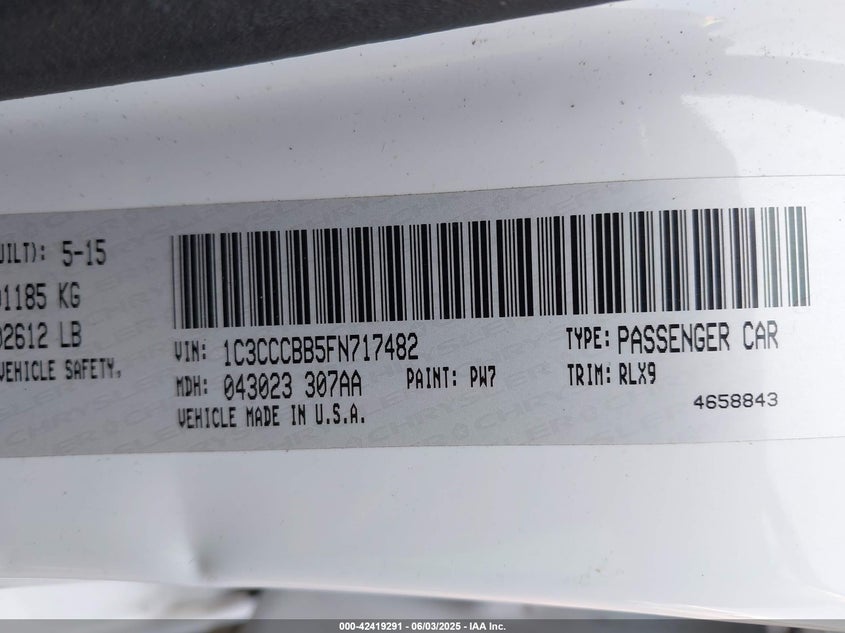 UILT): 5-15
01185 KG
02612 LB
VEHICLE SAFETY,
VIN: 1C3CCCBB5FN717482
TYPE: PASSENGER CAR
MDH: 043023 307AA
PAINT: PW7
TRIM: RLX9
VEHICLE MADE IN U.S.A.
4658843
000-42419291 - 06/03/2025 - IAA Inc.